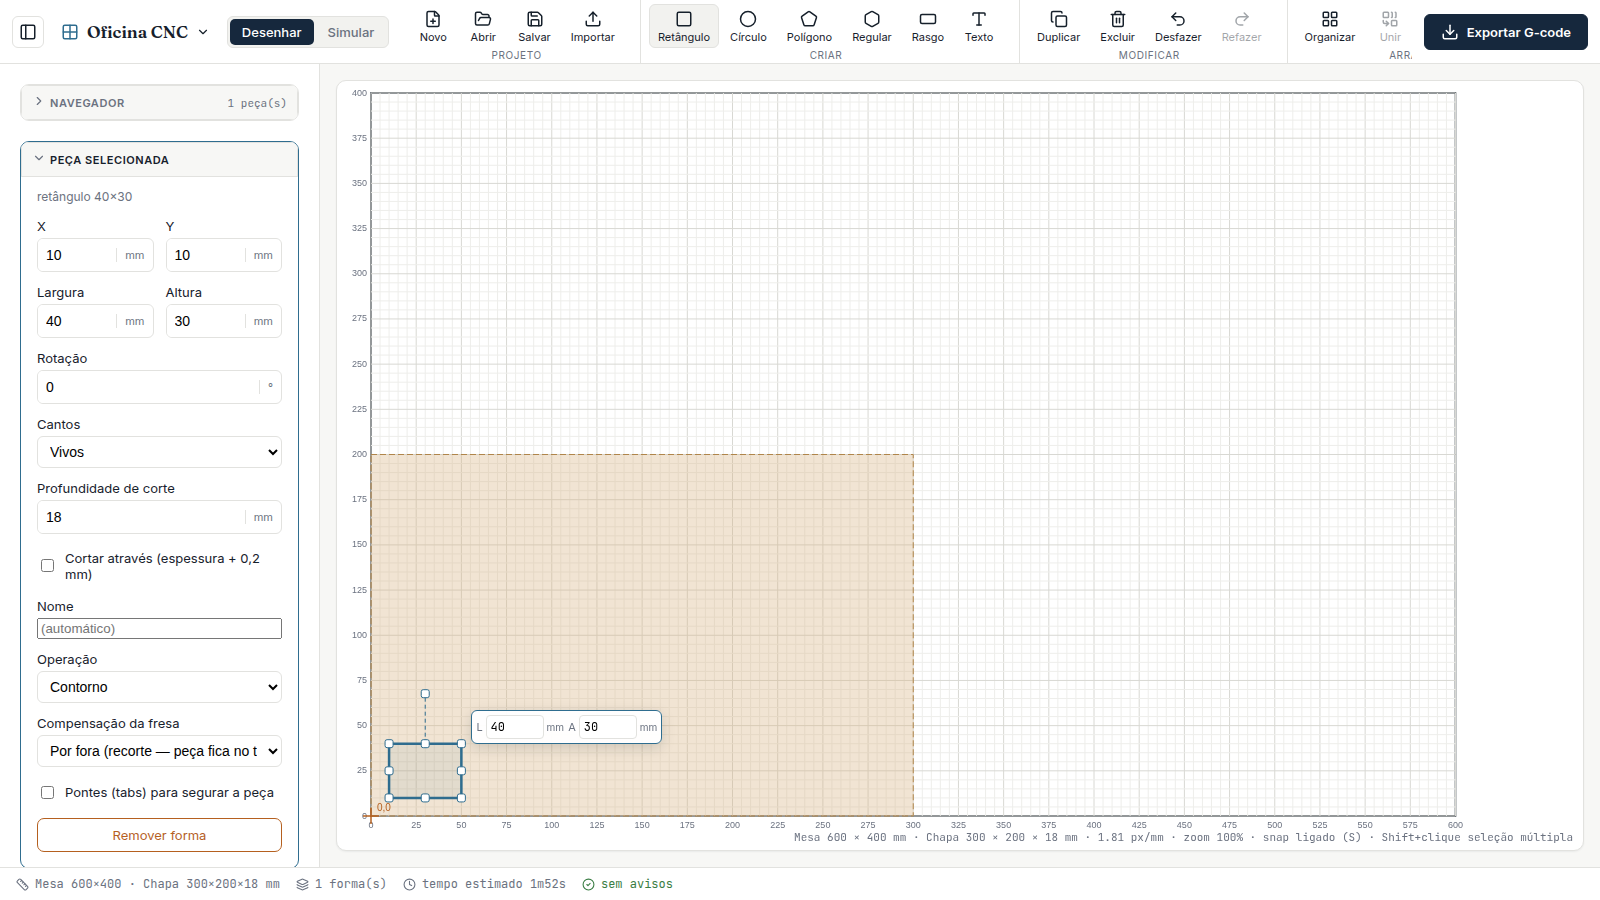 Oficina CNC
Desenhar
Simular
Novo
Abrir
Salvar
Importar
PROJETO
Retângulo
Círculo
Polígono
Regular
Rasgo
Texto
CRIAR
Duplicar
Excluir
Desfazer
Refazer
MODIFICAR
Organizar
Unir
ARR
Exportar G-code
NAVEGADOR
1 peça(s)
PEÇA SELECIONADA
retângulo 40×30
X
Y
10 mm
10 mm
Largura
Altura
40 mm
30 mm
Rotação
0 °
Cantos
Vivos
Profundidade de corte
18 mm
Cortar através (espessura + 0,2
mm)
Nome
(automático)
Operação
Contorno
Compensação da fresa
Por fora (recorte — peça fica no t
Pontes (tabs) para segurar a peça
Remover forma
400
375
350
325
300
275
250
225
200
175
150
125
100
75
50
25
0
L 40 mm A 30 mm
0,0
0 25 50 75 100 125 150 175 200 225 250 275 300 325 350 375 400 425 450 475 500 525 550 575 600
Mesa 600 × 400 mm · Chapa 300 × 200 × 18 mm · 1.81 px/mm · zoom 100% · snap ligado (S) · Shift+clique seleção múltipla
Mesa 600×400 · Chapa 300×200×18 mm
1 forma(s)
tempo estimado 1m52s
sem avisos